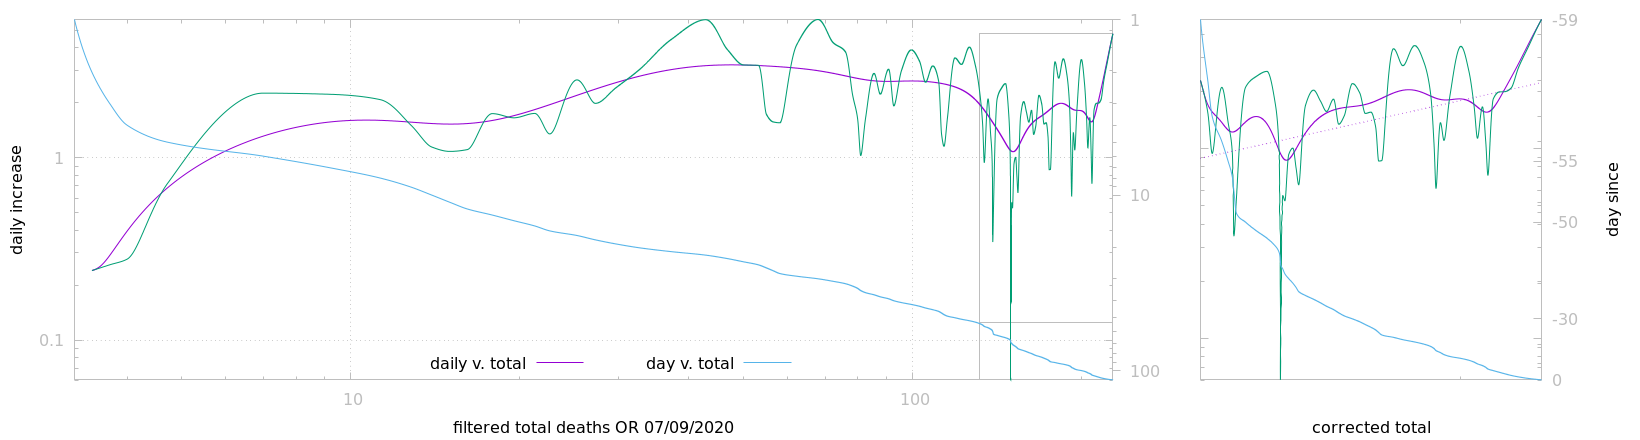 daily increase
1
0.1
10
100
1
10
100
daily v. total
day v. total
filtered total deaths OR 07/09/2020
-59
-55
-50
-30
0
day since
corrected total